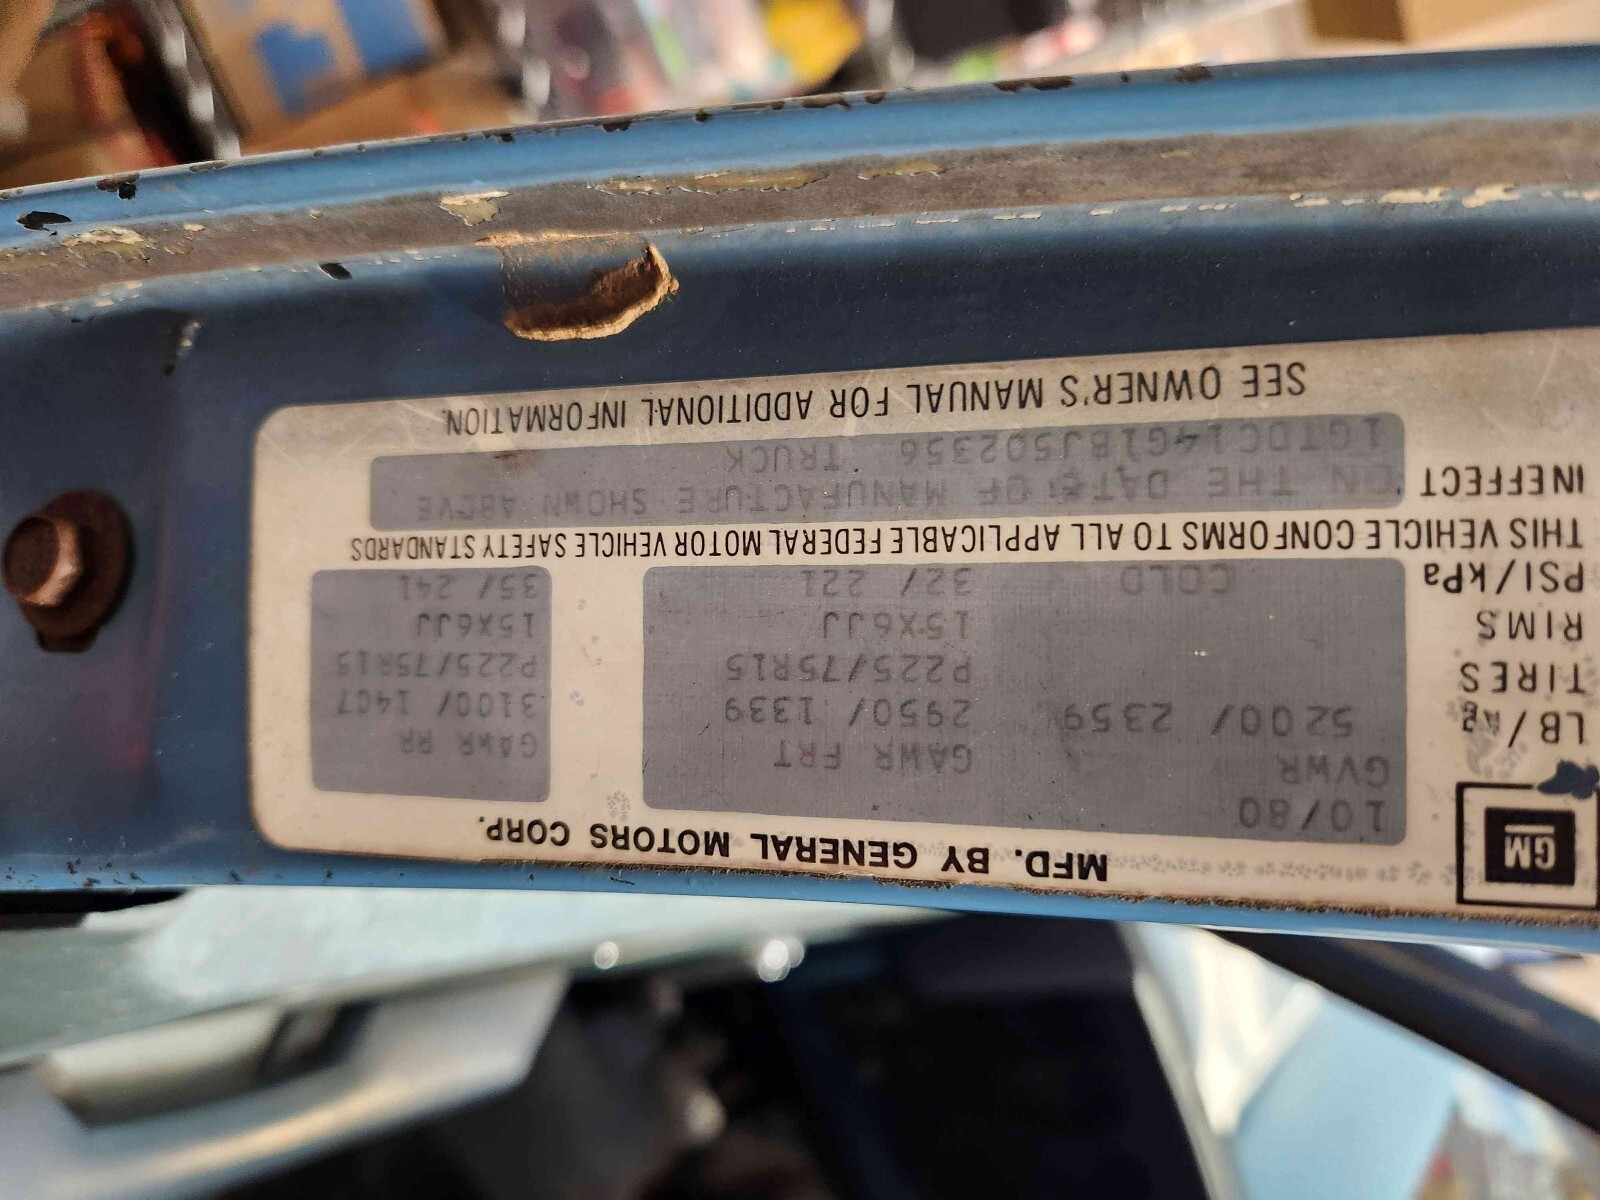 GM
MFD. BY GENERAL MOTORS CORP.
10/80
GVWR GAWR FRT GAWR RR
LB/kg 5200/ 2359 2950/ 1339 3100/ 1407
TIRES P225/75R15 P225/75R15
RIMS 15X6JJ 15X6JJ
PSI/kPa COLD 32/ 221 35/ 241
THIS VEHICLE CONFORMS TO ALL APPLICABLE FEDERAL MOTOR VEHICLE SAFETY STANDARDS
IN EFFECT ON THE DATE OF MANUFACTURE SHOWN ABOVE
1GTDC14G1BJ502356 TRUCK
SEE OWNER'S MANUAL FOR ADDITIONAL INFORMATION.